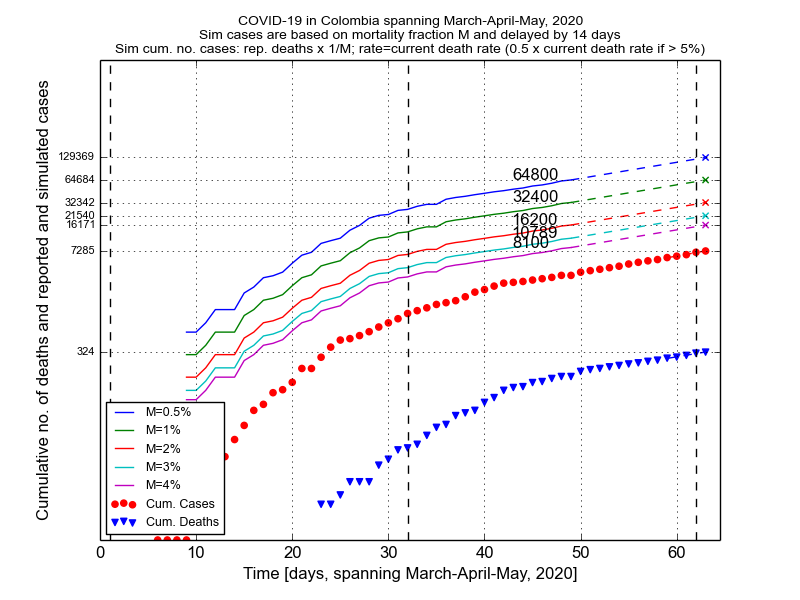 COVID-19 in Colombia spanning March-April-May, 2020
Sim cases are based on mortality fraction M and delayed by 14 days
Sim cum. no. cases: rep. deaths x 1/M; rate=current death rate (0.5 x current death rate if > 5%)
Cumulative no. of deaths and reported and simulated cases
129369
64684
32342
21540
16171
7285
324
64800
32400
16200
10789
8100
M=0.5%
M=1%
M=2%
M=3%
M=4%
Cum. Cases
Cum. Deaths
0 10 20 30 40 50 60
Time [days, spanning March-April-May, 2020]